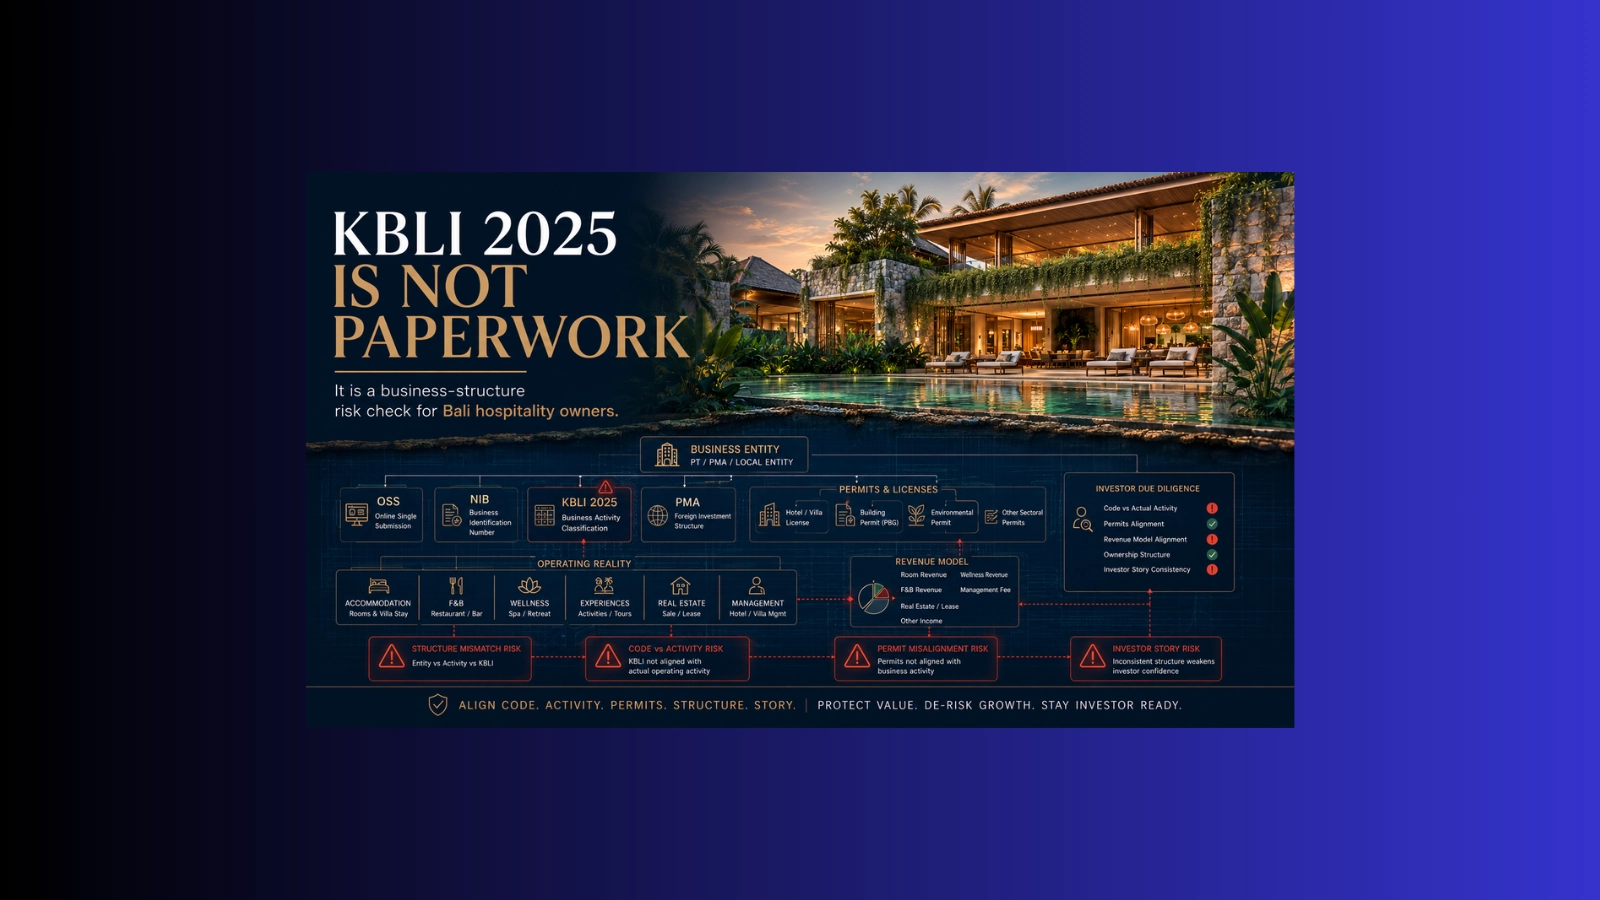 KBLI 2025
IS NOT
PAPERWORK
It is a business-structure
risk check for Bali hospitality owners.
BUSINESS ENTITY
PT / PMA / LOCAL ENTITY
OSS
Online Single
Submission
NIB
Business
Identification
Number
KBLI 2025
Business Activity
Classification
PMA
Foreign Investment
Structure
PERMITS & LICENSES
Hotel / Villa
License
Building
Permit (PBG)
Environmental
Permit
Other Sectoral
Permits
INVESTOR DUE DILIGENCE
Code vs Actual Activity
Permits Alignment
Revenue Model Alignment
Ownership Structure
Investor Story Consistency
OPERATING REALITY
ACCOMMODATION
Rooms & Villa Stay
F&B
Restaurant / Bar
WELLNESS
Spa / Retreat
EXPERIENCES
Activities / Tours
REAL ESTATE
Sale / Lease
MANAGEMENT
Hotel / Villa Mgmt
REVENUE MODEL
Room Revenue
Wellness Revenue
F&B Revenue
Management Fee
Real Estate / Lease
Other Income
STRUCTURE MISMATCH RISK
Entity vs Activity vs KBLI
CODE vs ACTIVITY RISK
KBLI not aligned with
actual operating activity
PERMIT MISALIGNMENT RISK
Permits not aligned with
business activity
INVESTOR STORY RISK
Inconsistent structure weakens
investor confidence
ALIGN CODE. ACTIVITY. PERMITS. STRUCTURE. STORY. | PROTECT VALUE. DE-RISK GROWTH. STAY INVESTOR READY.